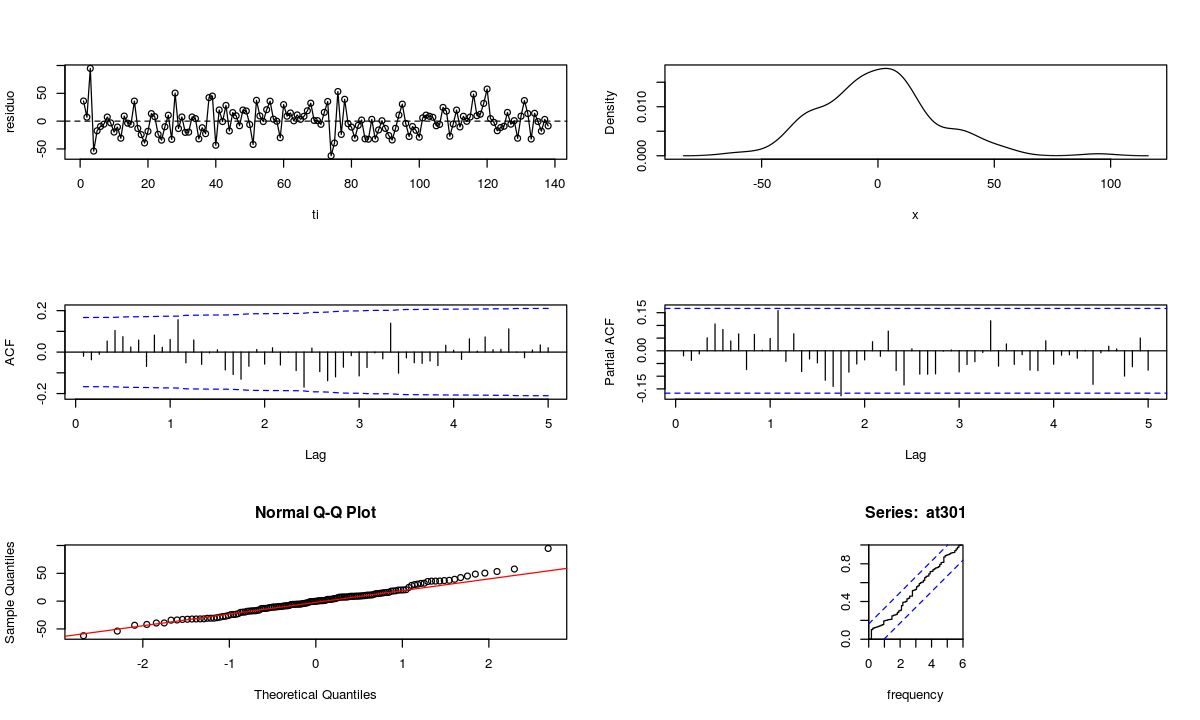 residuo
-50 0 50
0 20 40 60 80 100 120 140
ti
Density
0.000 0.010
-50 0 50 100
x
ACF
-0.2 0.0 0.2
0 1 2 3 4 5
Lag
Partial ACF
-0.15 0.00 0.15
0 1 2 3 4 5
Lag
Normal Q-Q Plot
Sample Quantiles
-50 0 50
-2 -1 0 1 2
Theoretical Quantiles
Series: at301
0.0 0.4 0.8
0 2 4 6
frequency